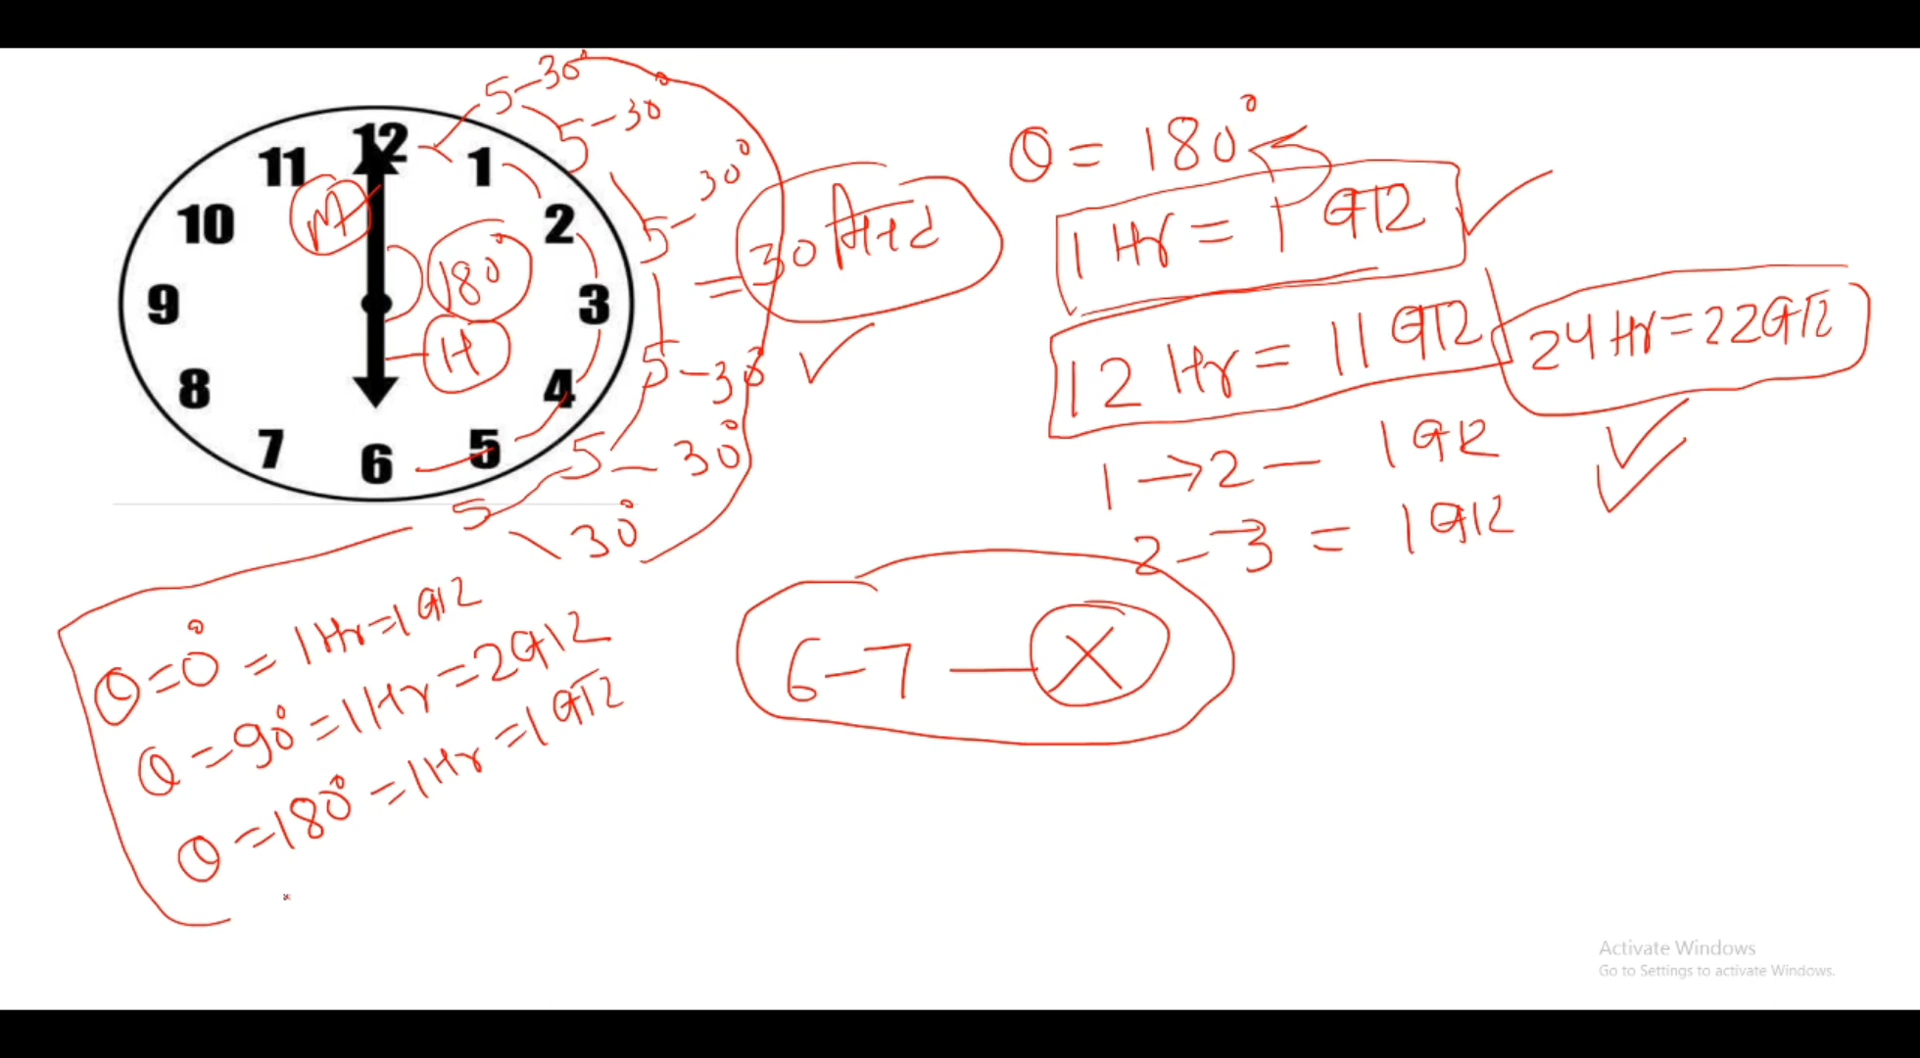 12
11
1
10
2
9
3
8
4
7
6
5
M
180°
H
5-30°
5-30°
5-30°
5-30°
5-30°
5 30°
= 30 मिनट
θ = 180°
1 Hr = 1 बार
12 Hr = 11 बार
24 Hr = 22 बार
1 → 2 - 1 बार
2-3 = 1 बार
6-7 - X
θ = 0° = 1 Hr = 1 बार
θ = 90° = 1 Hr = 2 बार
θ = 180° = 1 Hr = 1 बार
Activate Windows
Go to Settings to activate Windows.